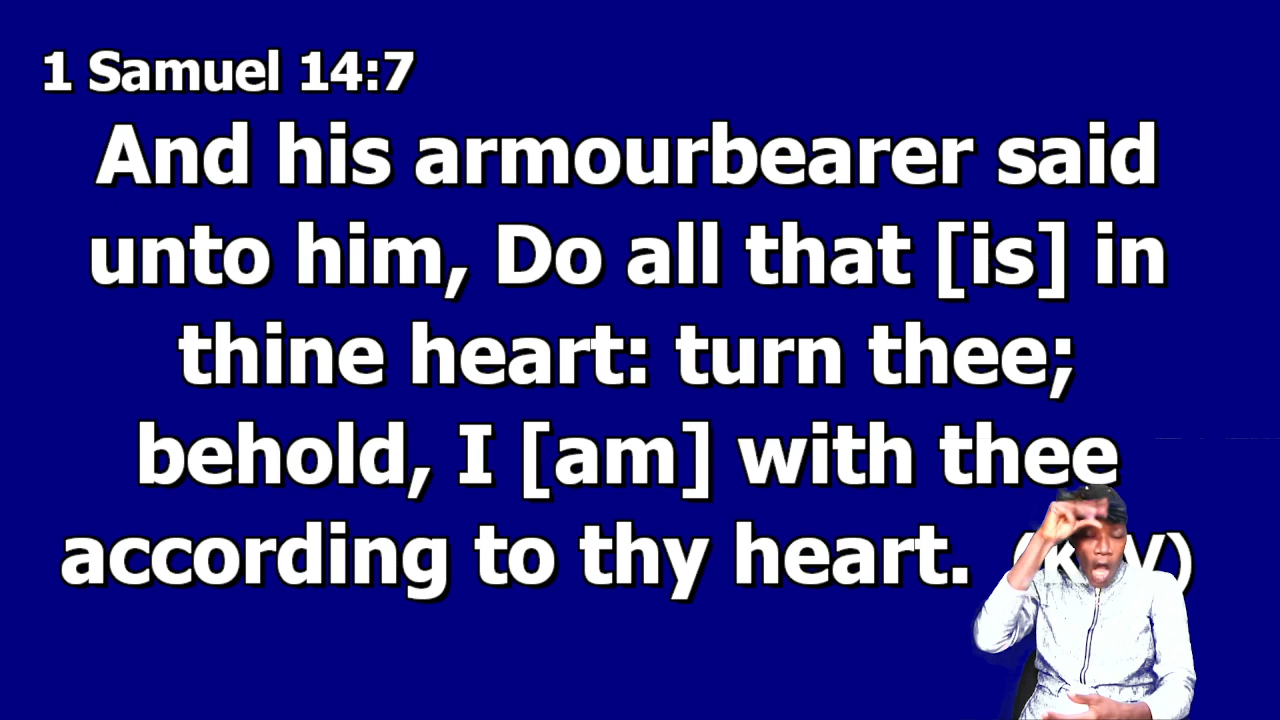 1 Samuel 14:7
And his armourbearer said
unto him, Do all that [is] in
thine heart: turn thee;
behold, I [am] with thee
according to thy heart.